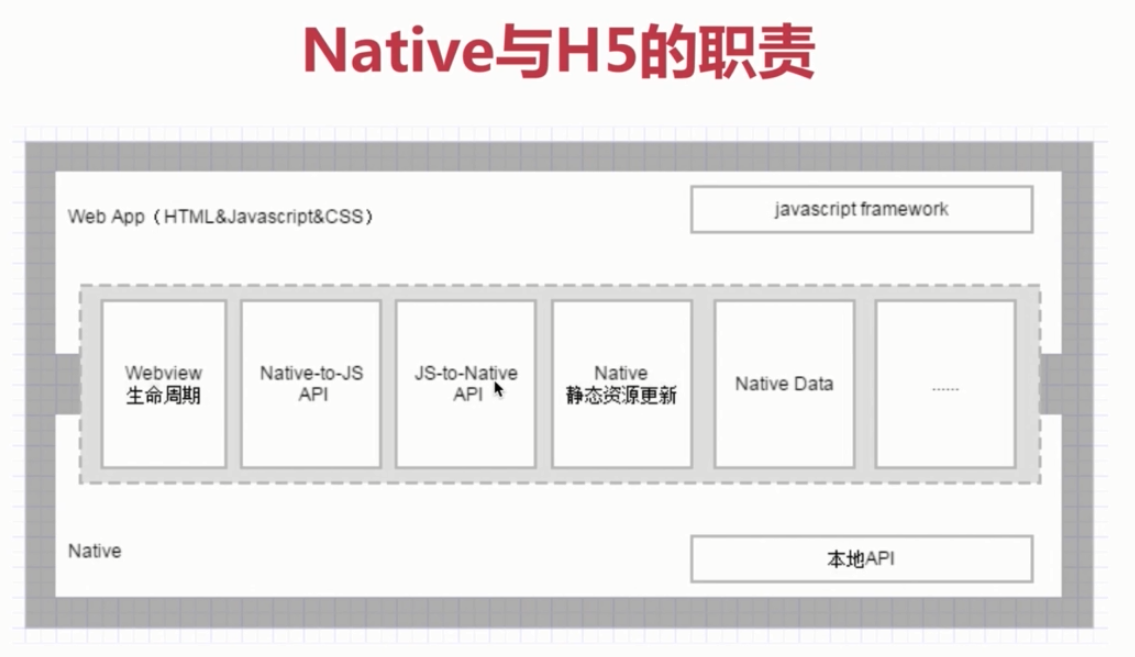 Native与H5的职责
Web App（HTML&Javascript&CSS）
javascript framework
Webview
生命周期
Native-to-JS
API
JS-to-Native
API
Native
静态资源更新
Native Data
......
Native
本地API